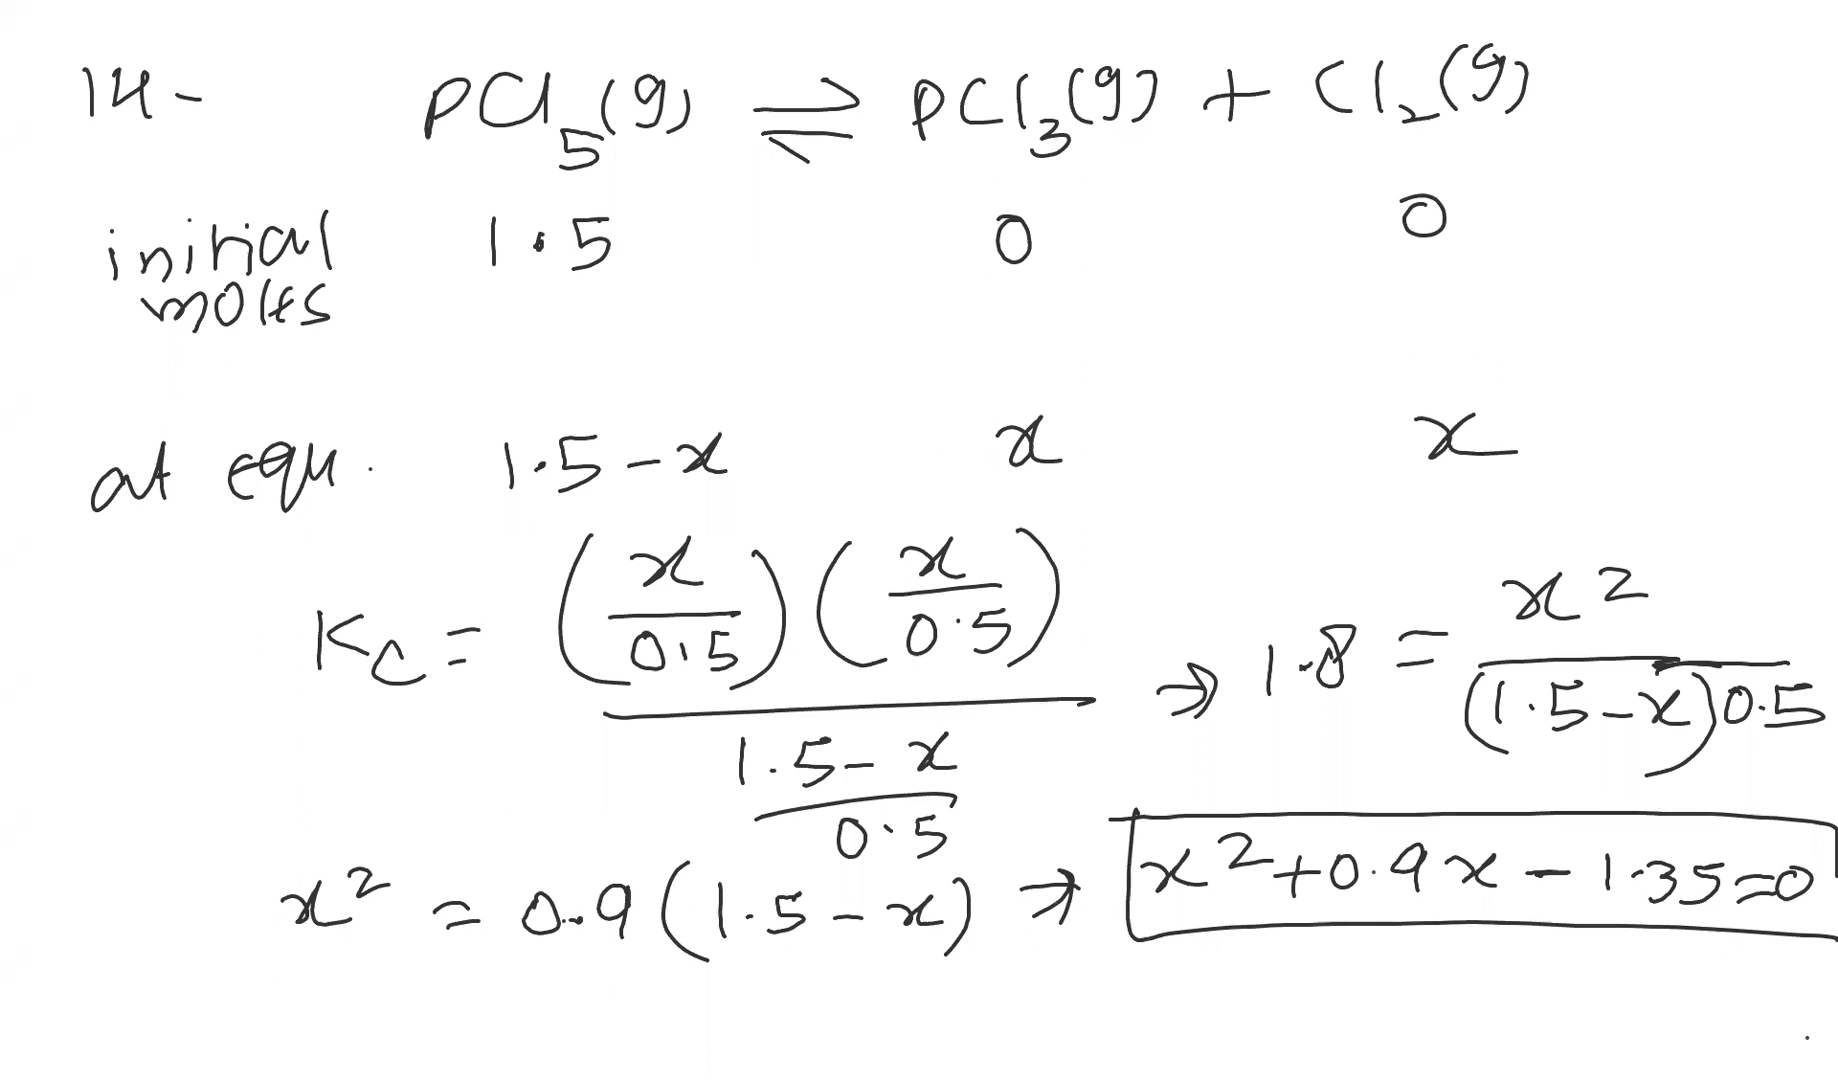 14- PCl₅(g) ⇌ PCl₃(g) + Cl₂(g)
initial moles 1.5 0 0
at equ. 1.5-x x x
Kc = (x/0.5)(x/0.5) / ((1.5-x)/0.5) ⇒ 1.8 = x²/((1.5-x)0.5)
x² = 0.9(1.5-x) ⇒ x²+0.9x-1.35=0